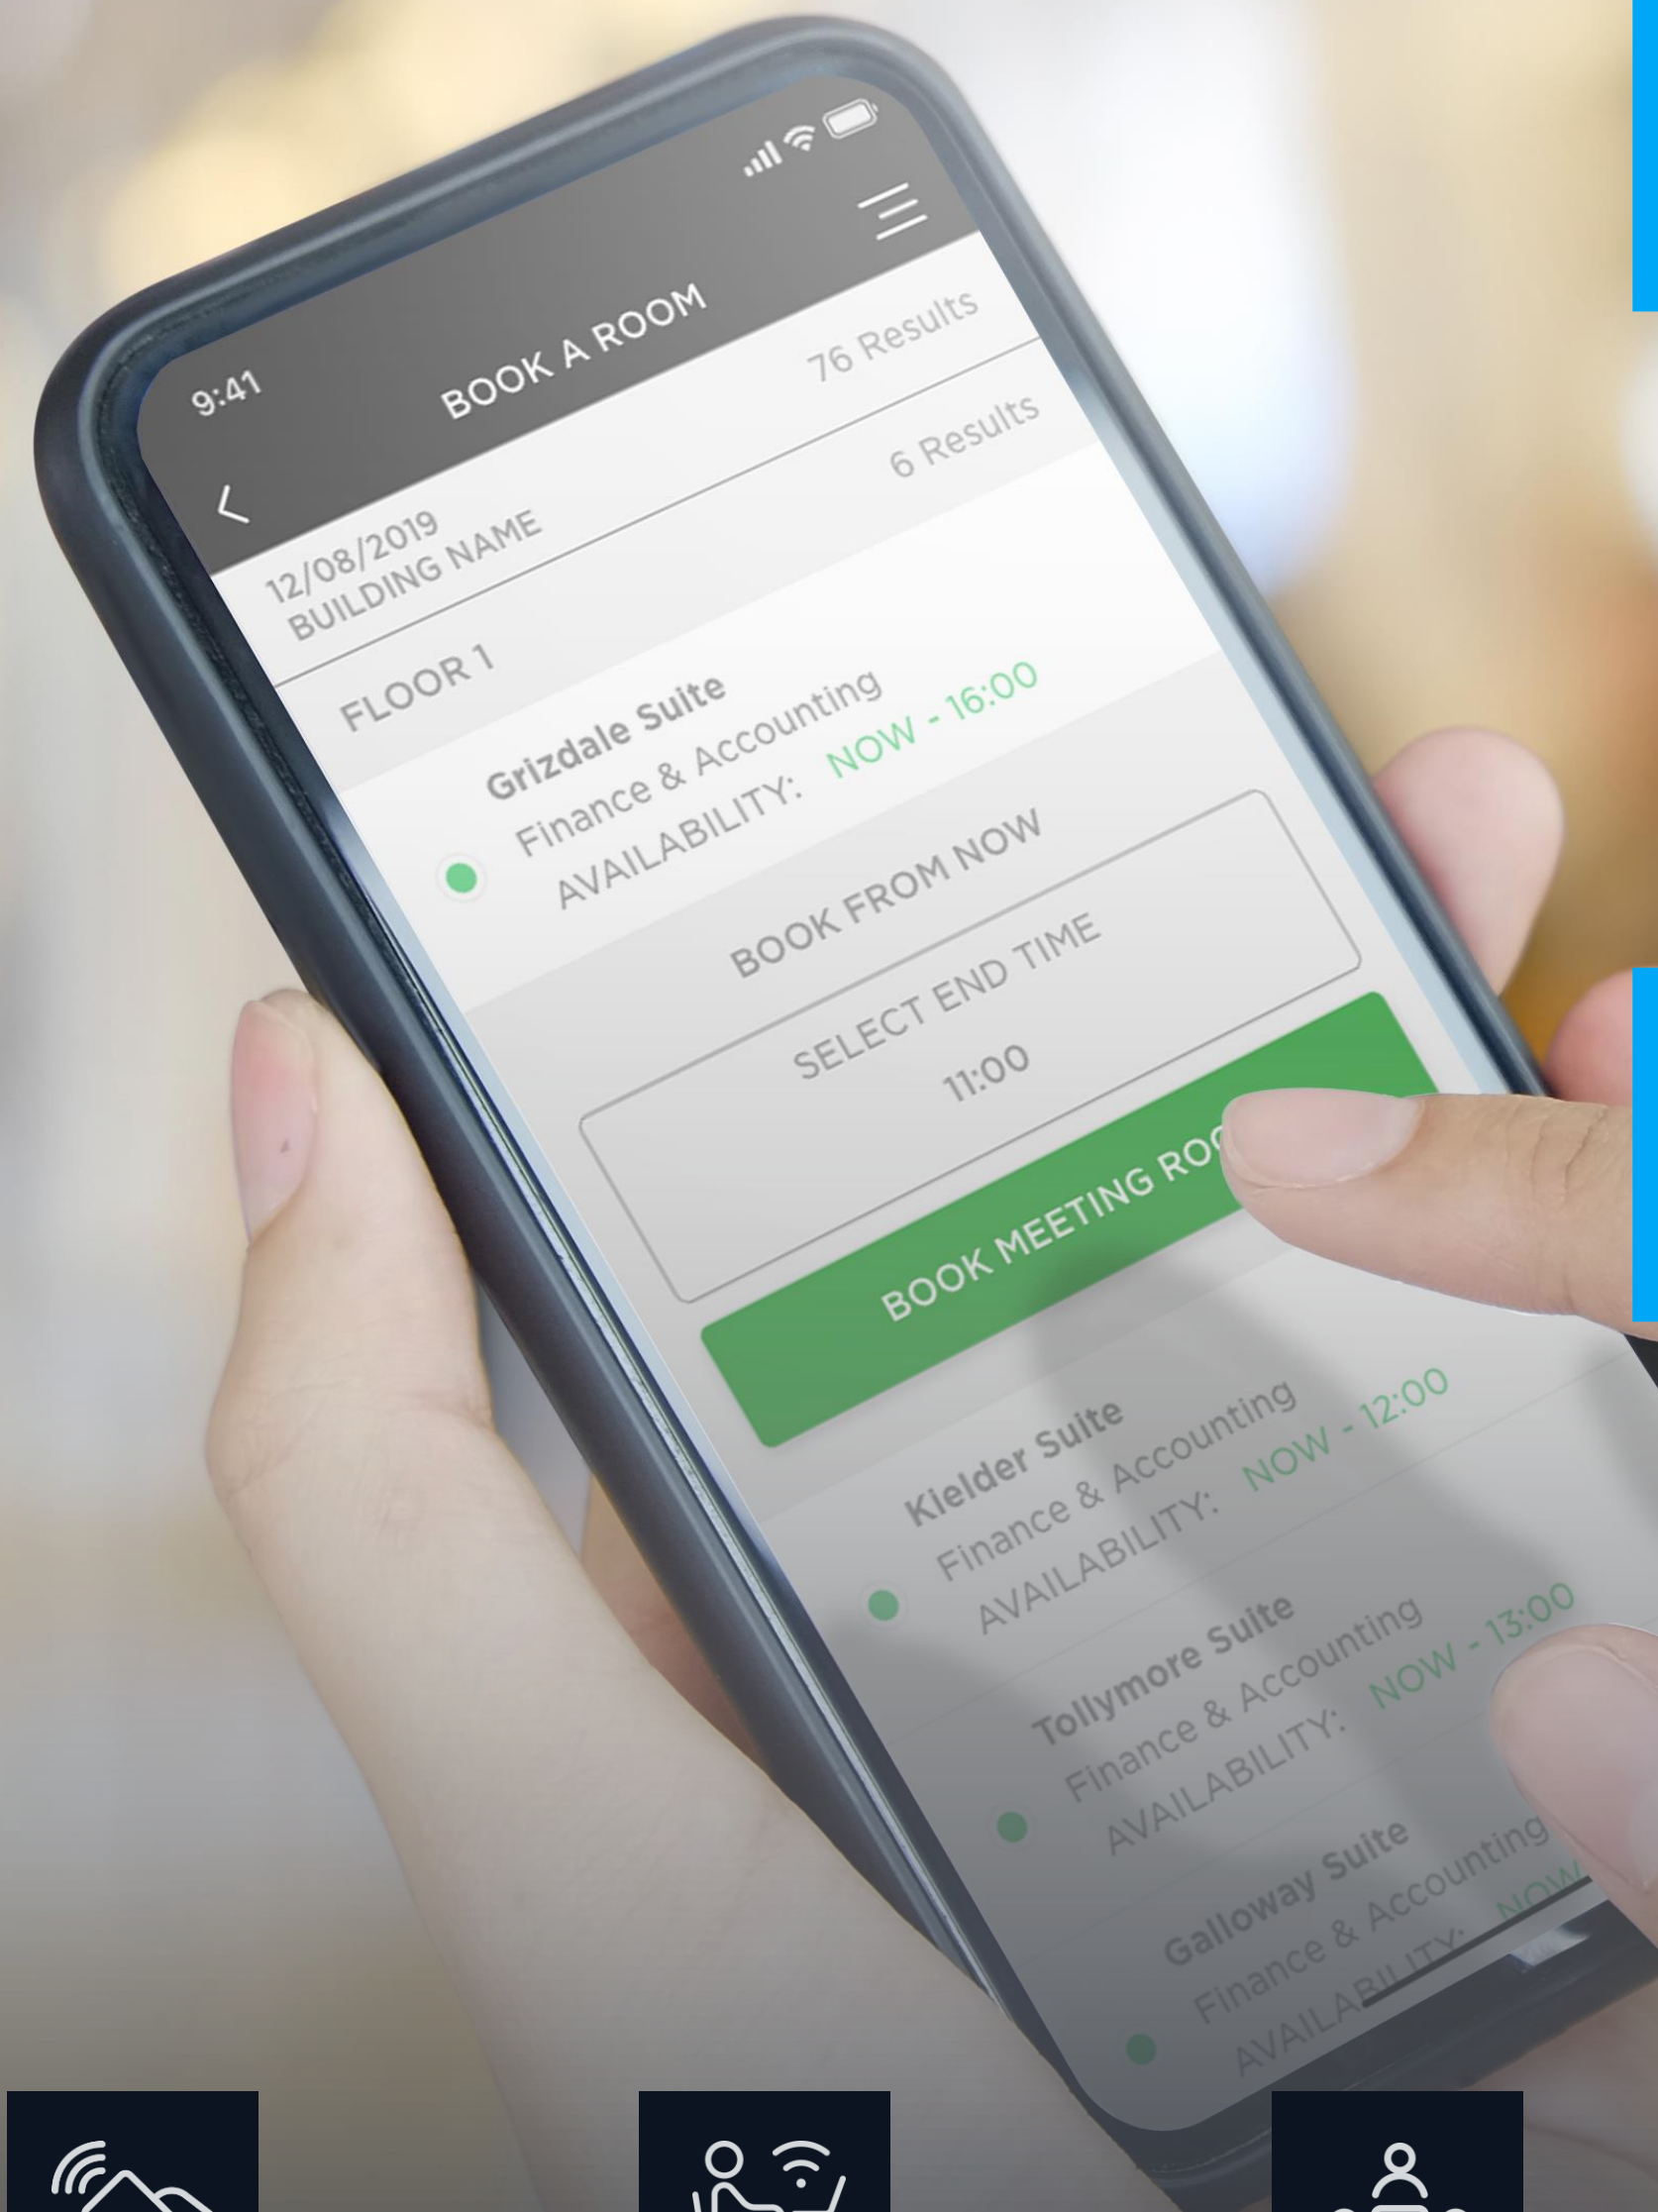 9:41
BOOK A ROOM
12/08/2019
BUILDING NAME
76 Results
FLOOR 1
6 Results
Grizdale Suite
Finance & Accounting
AVAILABILITY: NOW - 16:00
BOOK FROM NOW
SELECT END TIME
11:00
BOOK MEETING
Kielder Suite
Finance & Accounting
AVAILABILITY: NOW - 12:00
Tollymore Suite
Finance & Accounting
AVAILABILITY: NOW - 13:00
Galloway Suite
Finance & Accounting
AVAILABILITY: NOW